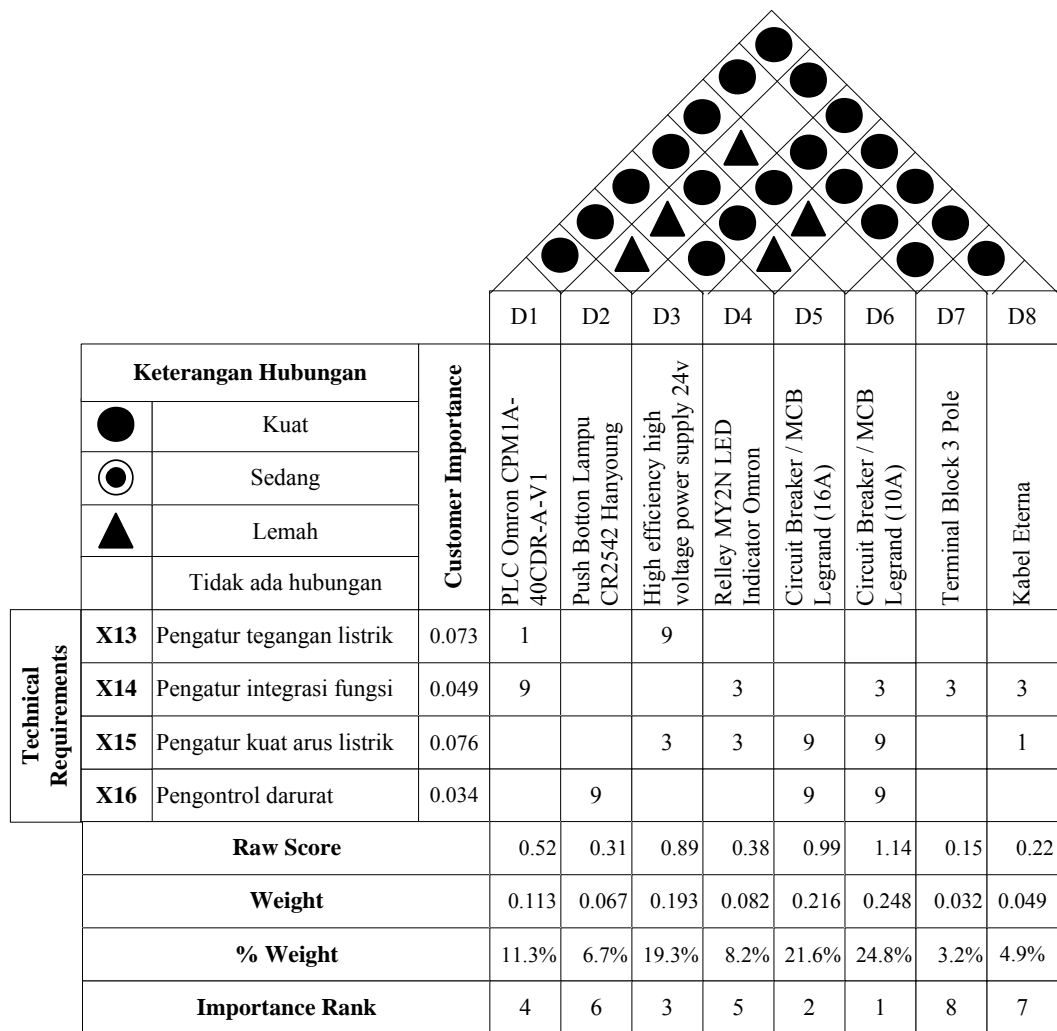 D1 D2 D3 D4 D5 D6 D7 D8
Keterangan Hubungan
Kuat
Sedang
Lemah
Tidak ada hubungan
Customer Importance
PLC Omron CPM1A-
40CDR-A-V1
Push Botton Lampu
CR2542 Hanyoung
High efficiency high
voltage power supply 24v
Relley MY2N LED
Indicator Omron
Circuit Breaker / MCB
Legrand (16A)
Circuit Breaker / MCB
Legrand (10A)
Terminal Block 3 Pole
Kabel Eterna
Technical
Requirements
X13 Pengatur tegangan listrik 0.073 1 9
X14 Pengatur integrasi fungsi 0.049 9 3 3 3 3
X15 Pengatur kuat arus listrik 0.076 3 3 9 9 1
X16 Pengontrol darurat 0.034 9 9 9
Raw Score 0.52 0.31 0.89 0.38 0.99 1.14 0.15 0.22
Weight 0.113 0.067 0.193 0.082 0.216 0.248 0.032 0.049
% Weight 11.3% 6.7% 19.3% 8.2% 21.6% 24.8% 3.2% 4.9%
Importance Rank 4 6 3 5 2 1 8 7